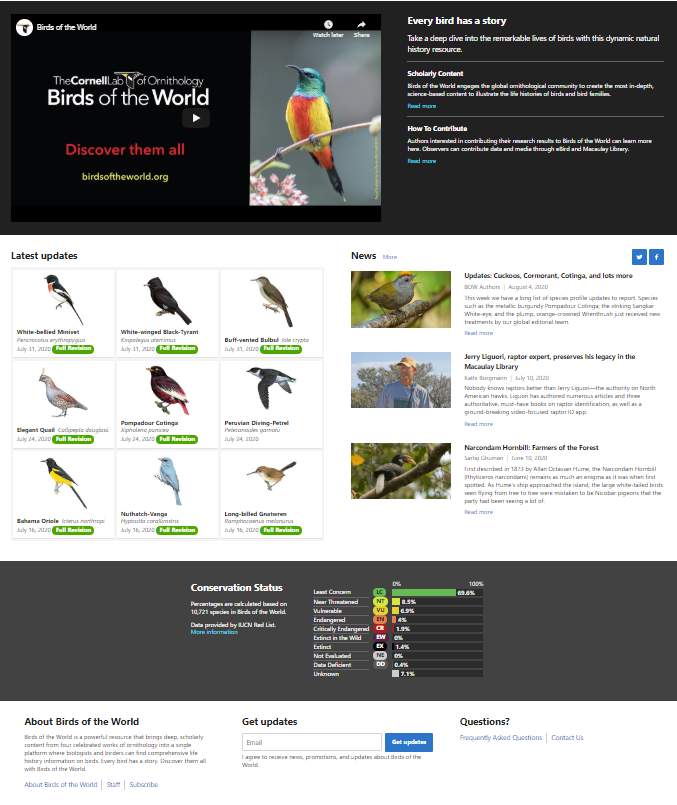 Birds of the World
Watch later
Share
TheCornellLab of Ornithology
Birds of the World
Discover them all
birdsoftheworld.org
Every bird has a story
Take a deep dive into the remarkable lives of birds with this dynamic natural
history resource.
Scholarly Content
Birds of the World engages the global ornithological community to create the most in-depth,
science-based content to illustrate the life histories of birds and bird families.
Read more
How To Contribute
Authors interested in contributing their research results to Birds of the World can learn more
here. Observers can contribute data and media through eBird and Macaulay Library.
Read more
Latest updates
White-bellied Minivet
Pericrocotus erythropygius
July 31, 2020 Full Revision
White-winged Black-Tyrant
Knipolegus aterrimus
July 31, 2020 Full Revision
Buff-vented Bulbul Iole crypta
July 31, 2020 Full Revision
Elegant Quail Callipepla douglasii
July 24, 2020 Full Revision
Pompadour Cotinga
Xipholena punicea
July 24, 2020 Full Revision
Peruvian Diving-Petrel
Pelecanoides garnotii
July 24, 2020
Bahama Oriole Icterus northropi
July 16, 2020 Full Revision
Nuthatch-Vanga
Hypositta corallirostris
July 16, 2020 Full Revision
Long-billed Gnatwren
Ramphocaenus melanurus
July 16, 2020 Full Revision
News More
Updates: Cuckoos, Cormorant, Cotinga, and lots more
BOW Authors | August 4, 2020
This week we have a long list of species profile updates to report. Species
such as the metallic burgundy Pompadour Cotinga; the striking Sangkar
White-eye; and the plump, orange-crowned Wrenthrush just received new
treatments by our global editorial team.
Read more
Jerry Liguori, raptor expert, preserves his legacy in the
Macaulay Library
Kathi Borgmann | July 10, 2020
Nobody knows raptors better than Jerry Liguori—the authority on North
American hawks. Liguori has authored numerous articles and three
authoritative, must-have books on raptor identification, as well as a
ground-breaking video-focused raptor ID app.
Read more
Narcondam Hornbill: Farmers of the Forest
Sartaj Ghuman | June 10, 2020
First described in 1873 by Allan Octavian Hume, the Narcondam Hornbill
(Rhyticeros narcondami) remains as much an enigma as it was when first
spotted. As Hume's ship approached the island, the large white-tailed birds
seen flying from tree to tree were mistaken to be Nicobar pigeons that the
party had been seeing a lot of.
Read more
Conservation Status
Percentages are calculated based on
10,721 species in Birds of the World.
Data provided by IUCN Red List.
More information
0% 100%
Least Concern LC 69.6%
Near Threatened NT 8.5%
Vulnerable VU 6.9%
Endangered EN 4%
Critically Endangered CR 1.9%
Extinct in the Wild EW 0%
Extinct EX 1.4%
Not Evaluated NE 0%
Data Deficient DD 0.4%
Unknown 7.1%
About Birds of the World
Birds of the World is a powerful resource that brings deep, scholarly
content from four celebrated works of ornithology into a single
platform where biologists and birders can find comprehensive life
history information on birds. Every bird has a story. Discover them all
with Birds of the World.
About Birds of the World | Staff | Subscribe
Get updates
Email
Get updates
I agree to receive news, promotions, and updates about Birds of the
World.
Questions?
Frequently Asked Questions | Contact Us